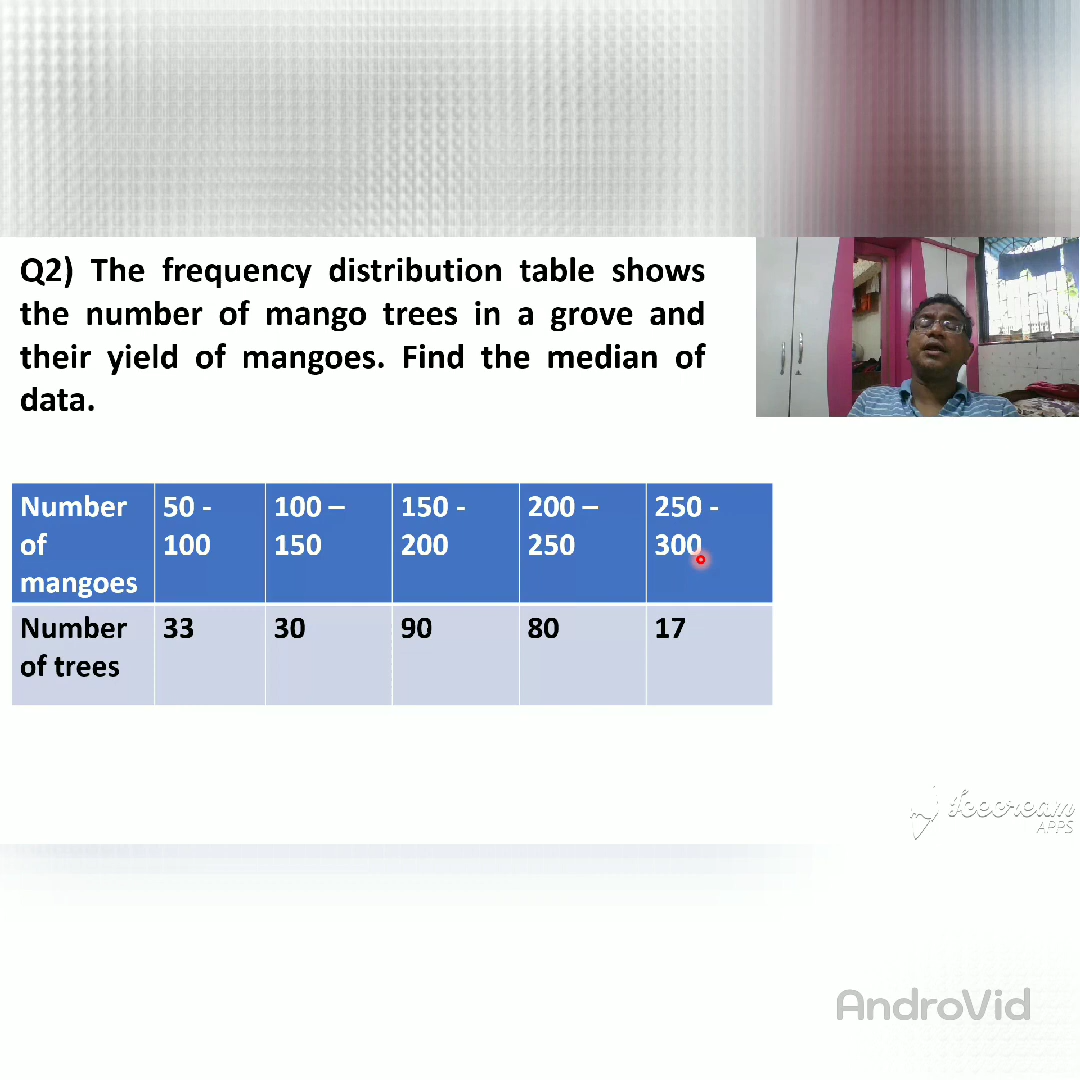 Q2) The frequency distribution table shows
the number of mango trees in a grove and
their yield of mangoes. Find the median of
data.
Number of mangoes 50 - 100 100 – 150 150 - 200 200 – 250 250 - 300
Number of trees 33 30 90 80 17
Icecream
APPS
AndroVid